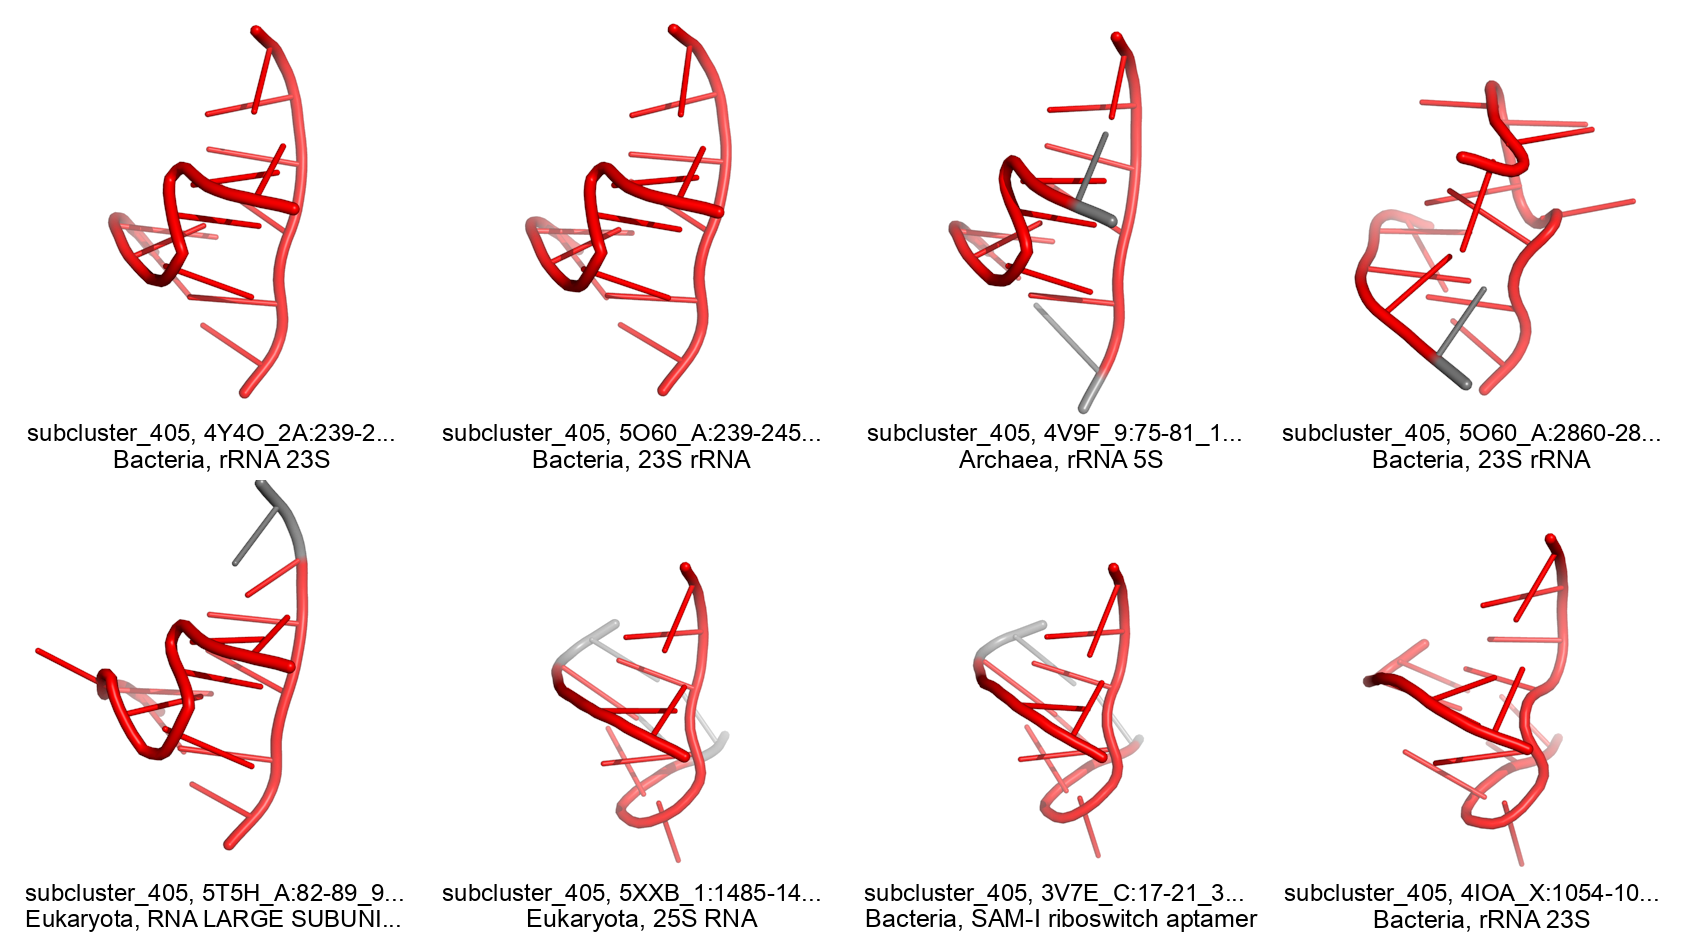 subcluster_405, 4Y4O_2A:239-2...
Bacteria, rRNA 23S
subcluster_405, 5O60_A:239-245...
Bacteria, 23S rRNA
subcluster_405, 4V9F_9:75-81_1...
Archaea, rRNA 5S
subcluster_405, 5O60_A:2860-28...
Bacteria, 23S rRNA
subcluster_405, 5T5H_A:82-89_9...
Eukaryota, RNA LARGE SUBUNI...
subcluster_405, 5XXB_1:1485-14...
Eukaryota, 25S RNA
subcluster_405, 3V7E_C:17-21_3...
Bacteria, SAM-I riboswitch aptamer
subcluster_405, 4IOA_X:1054-10...
Bacteria, rRNA 23S